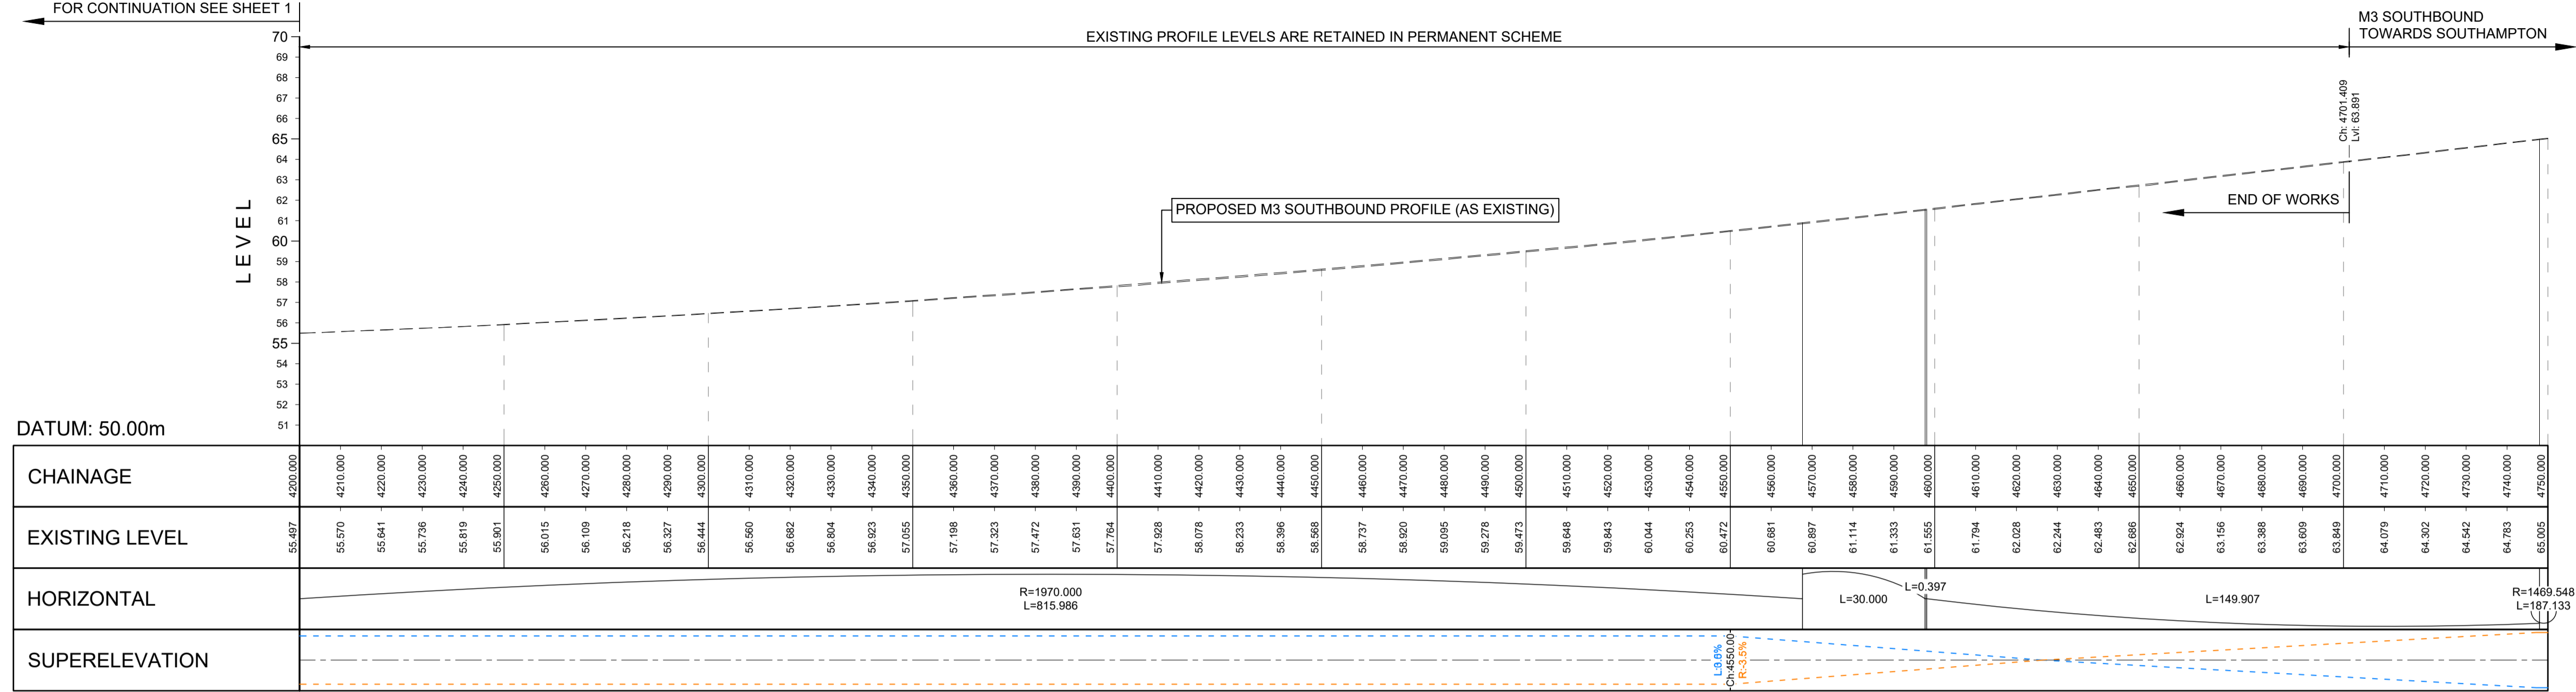 FOR CONTINUATION SEE SHEET 1
M3 SOUTHBOUND
TOWARDS SOUTHAMPTON
EXISTING PROFILE LEVELS ARE RETAINED IN PERMANENT SCHEME
70
69
68
67
66
65
64
63
62
61
60
59
58
57
56
55
54
53
52
51
LEVEL
Ch: 4701.409
Lvl: 63.891
PROPOSED M3 SOUTHBOUND PROFILE (AS EXISTING)
END OF WORKS
DATUM: 50.00m
CHAINAGE
4200.000 4210.000 4220.000 4230.000 4240.000 4250.000 4260.000 4270.000 4280.000 4290.000 4300.000 4310.000 4320.000 4330.000 4340.000 4350.000 4360.000 4370.000 4380.000 4390.000 4400.000 4410.000 4420.000 4430.000 4440.000 4450.000 4460.000 4470.000 4480.000 4490.000 4500.000 4510.000 4520.000 4530.000 4540.000 4550.000 4560.000 4570.000 4580.000 4590.000 4600.000 4610.000 4620.000 4630.000 4640.000 4650.000 4660.000 4670.000 4680.000 4690.000 4700.000 4710.000 4720.000 4730.000 4740.000 4750.000
EXISTING LEVEL
55.497 55.570 55.641 55.736 55.819 55.901 56.015 56.109 56.218 56.327 56.444 56.560 56.682 56.804 56.923 57.055 57.198 57.323 57.472 57.631 57.764 57.928 58.078 58.233 58.396 58.568 58.737 58.920 59.095 59.278 59.473 59.648 59.843 60.044 60.253 60.472 60.681 60.897 61.114 61.333 61.555 61.794 62.028 62.244 62.483 62.686 62.924 63.156 63.388 63.609 63.849 64.079 64.302 64.542 64.783 65.005
HORIZONTAL
R=1970.000
L=815.986
L=30.000
L=0.397
L=149.907
R=1469.548
L=187.133
SUPERELEVATION
Ch:4550.00
R:-3.5%